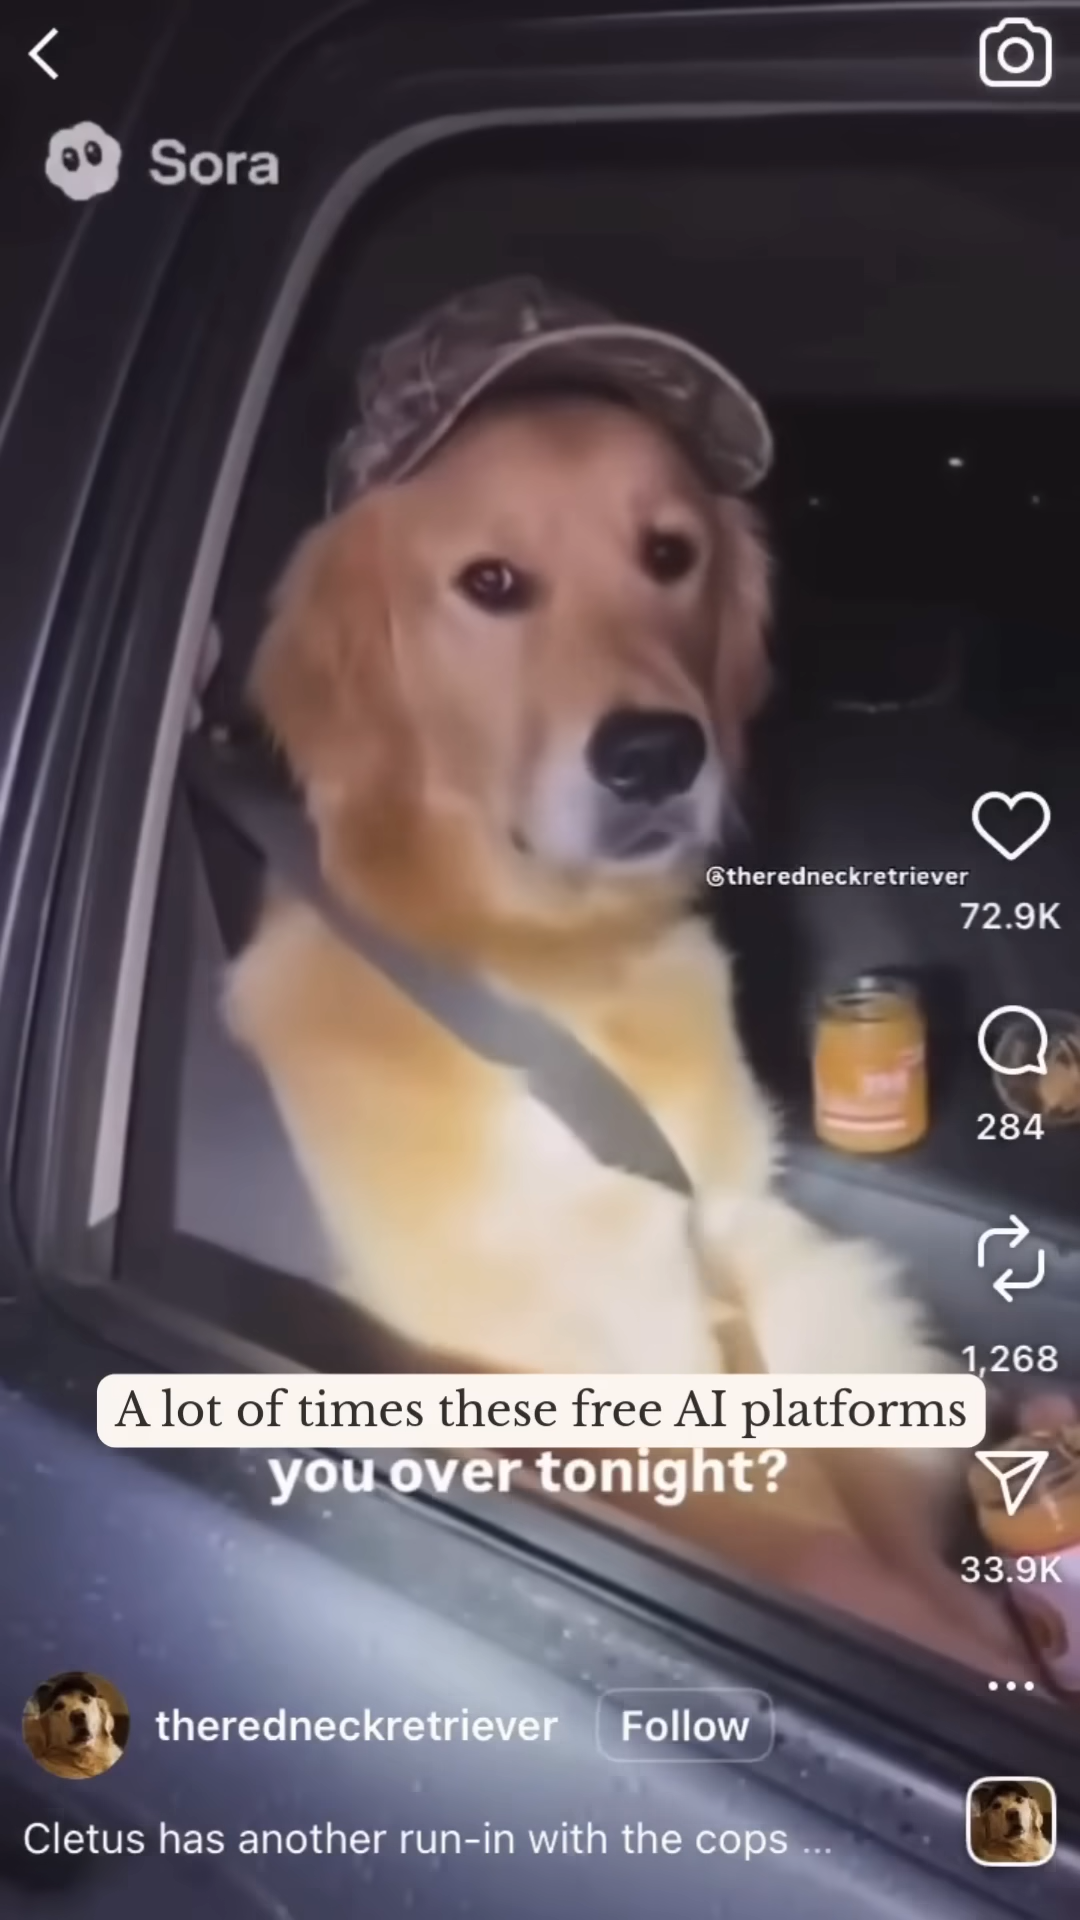 Sora
@theredneckretriever
72.9K
284
1,268
A lot of times these free AI platforms
you over tonight?
33.9K
theredneckretriever
Follow
Cletus has another run-in with the cops ...